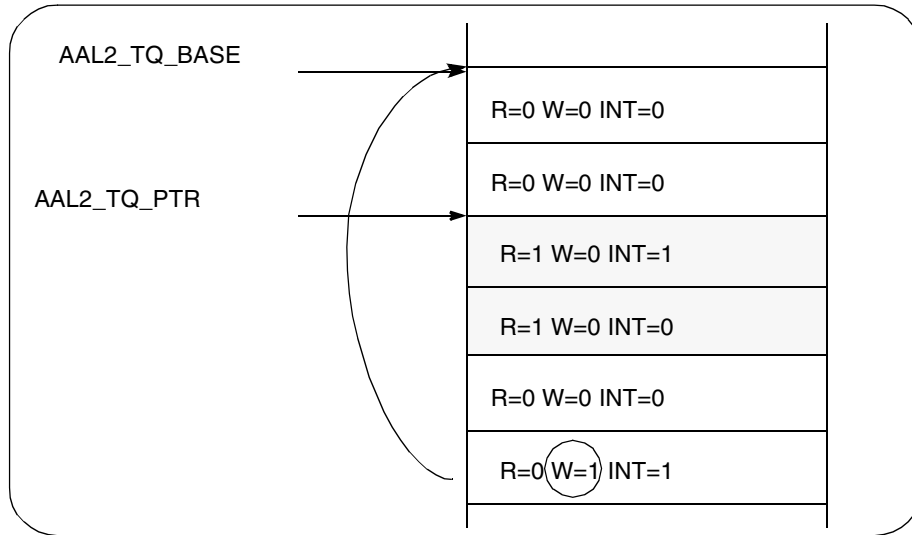 AAL2_TQ_BASE
R=0 W=0 INT=0
R=0 W=0 INT=0
AAL2_TQ_PTR
R=1 W=0 INT=1
R=1 W=0 INT=0
R=0 W=0 INT=0
R=0 W=1 INT=1